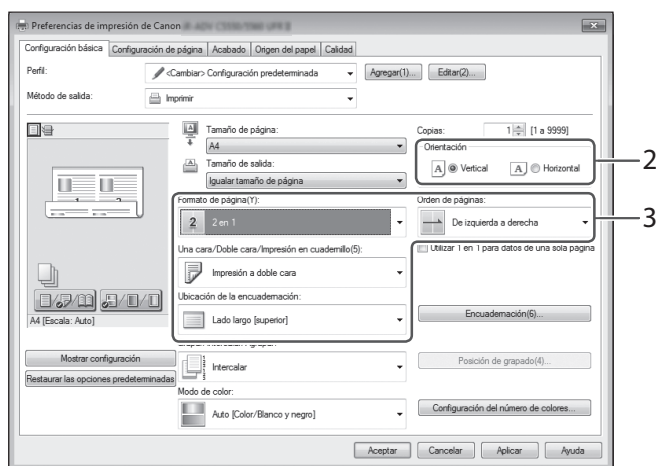 Preferencias de impresión de Canon
Configuración básica Configuración de página Acabado Origen del papel Calidad
Perfil: <Cambiar> Configuración predeterminada Agregar(1)... Editar(2)...
Método de salida: Imprimir
Tamaño de página: Copias: 1 [1 a 9999]
A4 Orientación
Tamaño de salida: A Vertical A Horizontal 2
Igualar tamaño de página
Formato de página(Y): Orden de páginas:
2 2 en 1 De izquierda a derecha 3
Una cara/Doble cara/Impresión en cuadernillo(5): Utilizar 1 en 1 para datos de una sola página
Impresión a doble cara
Ubicación de la encuadernación:
Lado largo [superior] Encuadernación(6)...
A4 [Escala: Auto]
Mostrar configuración Intercalar Posición de grapado(4)...
Restaurar las opciones predeterminadas
Modo de color:
Auto [Color/Blanco y negro] Configuración del número de colores...
Aceptar Cancelar Aplicar Ayuda